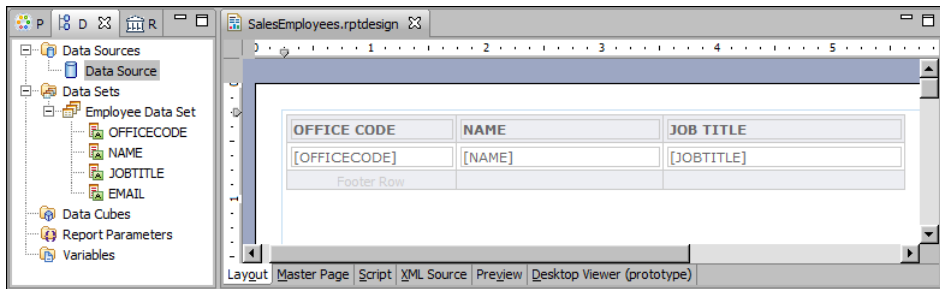 P D R
Data Sources
Data Source
Data Sets
Employee Data Set
OFFICECODE
NAME
JOBTITLE
EMAIL
Data Cubes
Report Parameters
Variables
SalesEmployees.rptdesign
1 2 3 4 5
0
1
OFFICE CODE NAME JOB TITLE
[OFFICECODE] [NAME] [JOBTITLE]
Footer Row
Layout Master Page Script XML Source Preview Desktop Viewer (prototype)